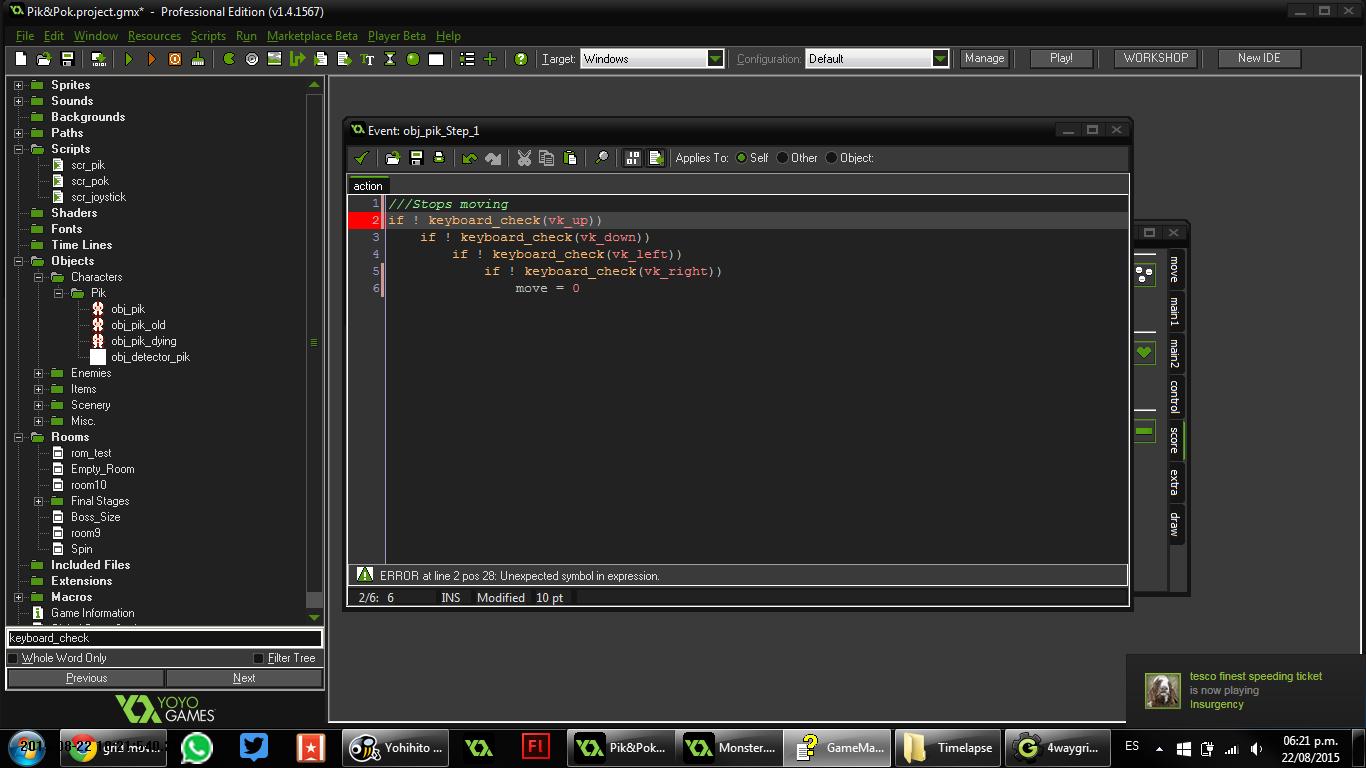 Pik&Pok.project.gmx* - Professional Edition (v1.4.1567)
File Edit Window Resources Scripts Run Marketplace Beta Player Beta Help
Target: Windows Configuration: Default Manage Play! WORKSHOP New IDE
Sprites
Sounds
Backgrounds
Paths
Scripts
scr_pik
scr_pok
scr_joystick
Shaders
Fonts
Time Lines
Objects
Characters
Pik
obj_pik
obj_pik_old
obj_pik_dying
obj_detector_pik
Enemies
Items
Scenery
Misc.
Rooms
rom_test
Empty_Room
room10
Final Stages
Boss_Size
room9
Spin
Included Files
Extensions
Macros
Game Information
keyboard_check
Whole Word Only Filter Tree
Previous Next
YOYO
GAMES
Event: obj_pik_Step_1
Applies To: Self Other Object:
action
1 ///Stops moving
2 if ! keyboard_check(vk_up))
3 if ! keyboard_check(vk_down))
4 if ! keyboard_check(vk_left))
5 if ! keyboard_check(vk_right))
6 move = 0
ERROR at line 2 pos 28: Unexpected symbol in expression.
2/6: 6 INS Modified 10 pt
move
main1
main2
control
score
extra
draw
tesco finest speeding ticket
is now playing
Insurgency
Yohihito ...
Fl
Pik&Pok...
Monster....
GameMa...
Timelapse
4waygri...
ES
06:21 p.m.
22/08/2015